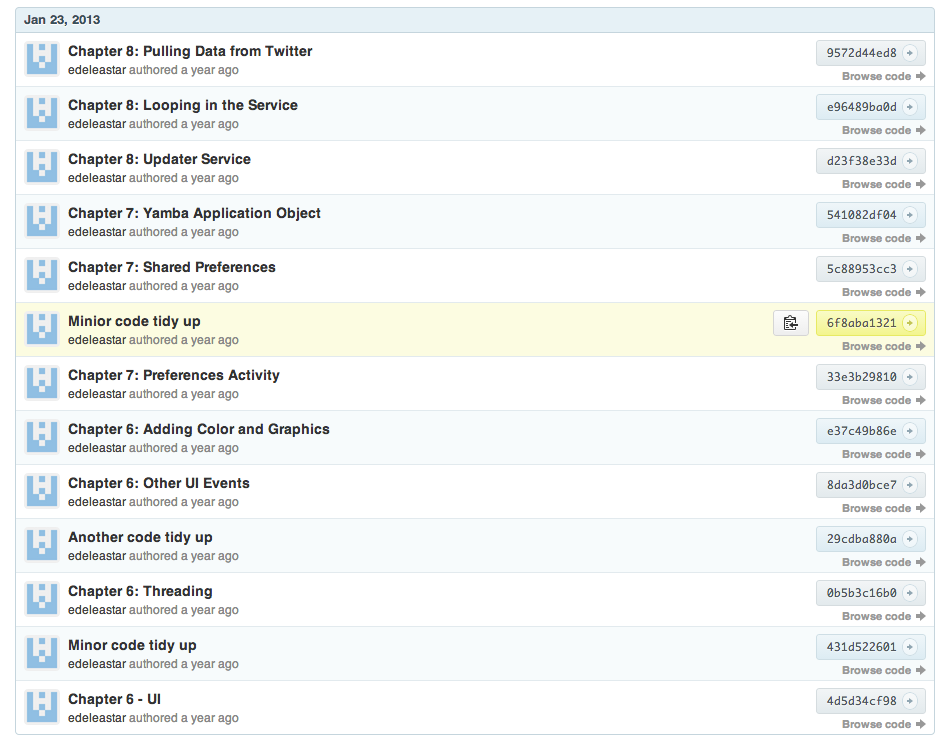 Jan 23, 2013
Chapter 8: Pulling Data from Twitter
9572d44ed8
edeleastar authored a year ago
Browse code
Chapter 8: Looping in the Service
e96489ba0d
edeleastar authored a year ago
Browse code
Chapter 8: Updater Service
d23f38e33d
edeleastar authored a year ago
Browse code
Chapter 7: Yamba Application Object
541082df04
edeleastar authored a year ago
Browse code
Chapter 7: Shared Preferences
5c88953cc3
edeleastar authored a year ago
Browse code
Minior code tidy up
6f8aba1321
edeleastar authored a year ago
Browse code
Chapter 7: Preferences Activity
33e3b29810
edeleastar authored a year ago
Browse code
Chapter 6: Adding Color and Graphics
e37c49b86e
edeleastar authored a year ago
Browse code
Chapter 6: Other UI Events
8da3d0bce7
edeleastar authored a year ago
Browse code
Another code tidy up
29cdba880a
edeleastar authored a year ago
Browse code
Chapter 6: Threading
0b5b3c16b0
edeleastar authored a year ago
Browse code
Minor code tidy up
431d522601
edeleastar authored a year ago
Browse code
Chapter 6 - UI
4d5d34cf98
edeleastar authored a year ago
Browse code